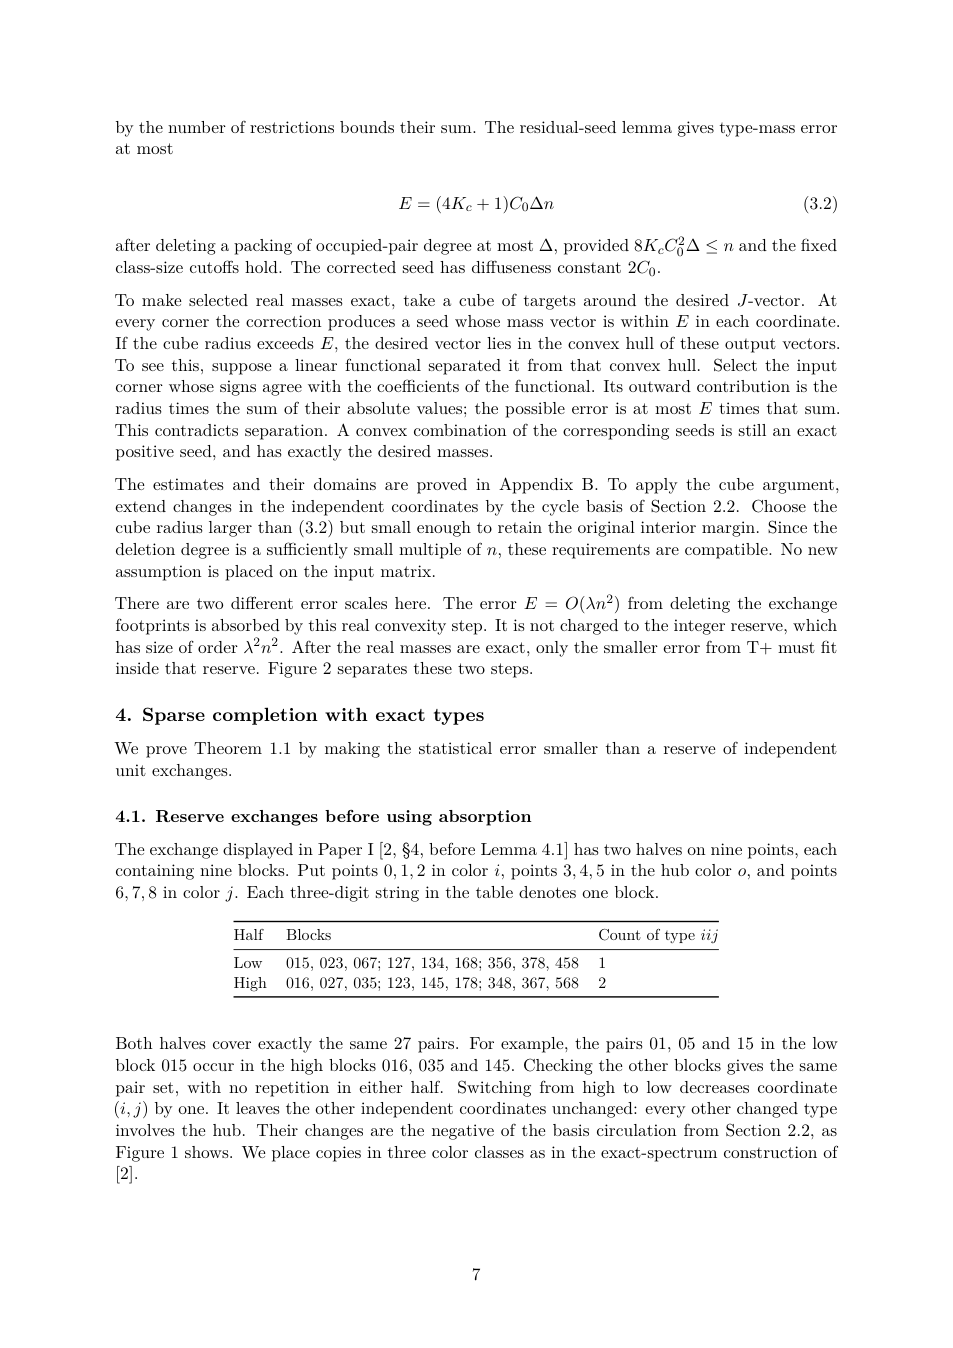 by the number of restrictions bounds their sum. The residual-seed lemma gives type-mass error
at most
E = (4K_c + 1)C_0Δn (3.2)
after deleting a packing of occupied-pair degree at most Δ, provided 8K_cC_0^2Δ ≤ n and the fixed
class-size cutoffs hold. The corrected seed has diffuseness constant 2C_0.
To make selected real masses exact, take a cube of targets around the desired J-vector. At
every corner the correction produces a seed whose mass vector is within E in each coordinate.
If the cube radius exceeds E, the desired vector lies in the convex hull of these output vectors.
To see this, suppose a linear functional separated it from that convex hull. Select the input
corner whose signs agree with the coefficients of the functional. Its outward contribution is the
radius times the sum of their absolute values; the possible error is at most E times that sum.
This contradicts separation. A convex combination of the corresponding seeds is still an exact
positive seed, and has exactly the desired masses.
The estimates and their domains are proved in Appendix B. To apply the cube argument,
extend changes in the independent coordinates by the cycle basis of Section 2.2. Choose the
cube radius larger than (3.2) but small enough to retain the original interior margin. Since the
deletion degree is a sufficiently small multiple of n, these requirements are compatible. No new
assumption is placed on the input matrix.
There are two different error scales here. The error E = O(λn^2) from deleting the exchange
footprints is absorbed by this real convexity step. It is not charged to the integer reserve, which
has size of order λ^2n^2. After the real masses are exact, only the smaller error from T+ must fit
inside that reserve. Figure 2 separates these two steps.
4. Sparse completion with exact types
We prove Theorem 1.1 by making the statistical error smaller than a reserve of independent
unit exchanges.
4.1. Reserve exchanges before using absorption
The exchange displayed in Paper I [2, §4, before Lemma 4.1] has two halves on nine points, each
containing nine blocks. Put points 0, 1, 2 in color i, points 3, 4, 5 in the hub color o, and points
6, 7, 8 in color j. Each three-digit string in the table denotes one block.
Half Blocks Count of type iij
Low 015, 023, 067; 127, 134, 168; 356, 378, 458 1
High 016, 027, 035; 123, 145, 178; 348, 367, 568 2
Both halves cover exactly the same 27 pairs. For example, the pairs 01, 05 and 15 in the low
block 015 occur in the high blocks 016, 035 and 145. Checking the other blocks gives the same
pair set, with no repetition in either half. Switching from high to low decreases coordinate
(i, j) by one. It leaves the other independent coordinates unchanged: every other changed type
involves the hub. Their changes are the negative of the basis circulation from Section 2.2, as
Figure 1 shows. We place copies in three color classes as in the exact-spectrum construction of
[2].
7